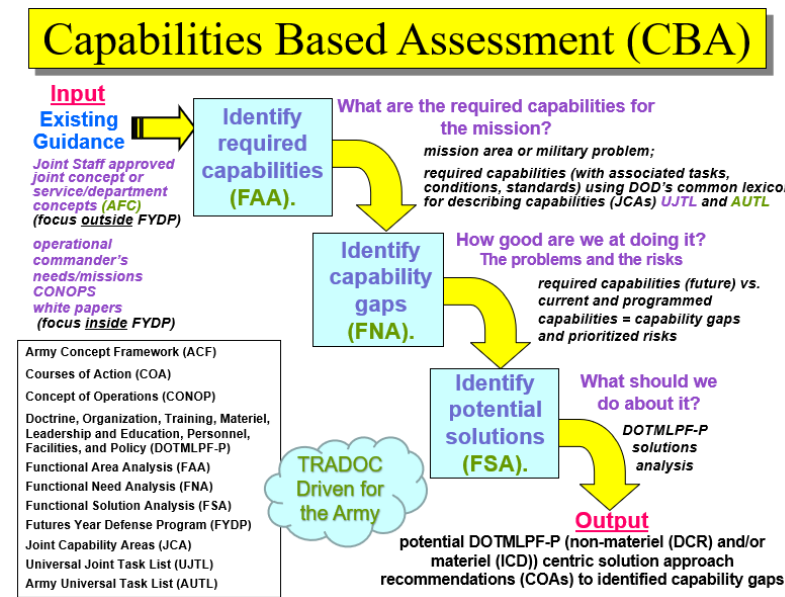 Capabilities Based Assessment (CBA)
Input
Existing
Guidance
Joint Staff approved
joint concept or
service/department
concepts (AFC)
(focus outside FYDP)
operational
commander's
needs/missions
CONOPS
white papers
(focus inside FYDP)
Identify
required
capabilities
(FAA).
What are the required capabilities for
the mission?
mission area or military problem;
required capabilities (with associated tasks,
conditions, standards) using DOD's common lexicon
for describing capabilities (JCAs) UJTL and AUTL
Identify
capability
gaps
(FNA).
How good are we at doing it?
The problems and the risks
required capabilities (future) vs.
current and programmed
capabilities = capability gaps
and prioritized risks
Identify
potential
solutions
(FSA).
What should we
do about it?
DOTMLPF-P
solutions
analysis
Army Concept Framework (ACF)
Courses of Action (COA)
Concept of Operations (CONOP)
Doctrine, Organization, Training, Materiel,
Leadership and Education, Personnel,
Facilities, and Policy (DOTMLPF-P)
Functional Area Analysis (FAA)
Functional Need Analysis (FNA)
Functional Solution Analysis (FSA)
Futures Year Defense Program (FYDP)
Joint Capability Areas (JCA)
Universal Joint Task List (UJTL)
Army Universal Task List (AUTL)
TRADOC
Driven for
the Army
Output
potential DOTMLPF-P (non-materiel (DCR) and/or
materiel (ICD)) centric solution approach
recommendations (COAs) to identified capability gaps